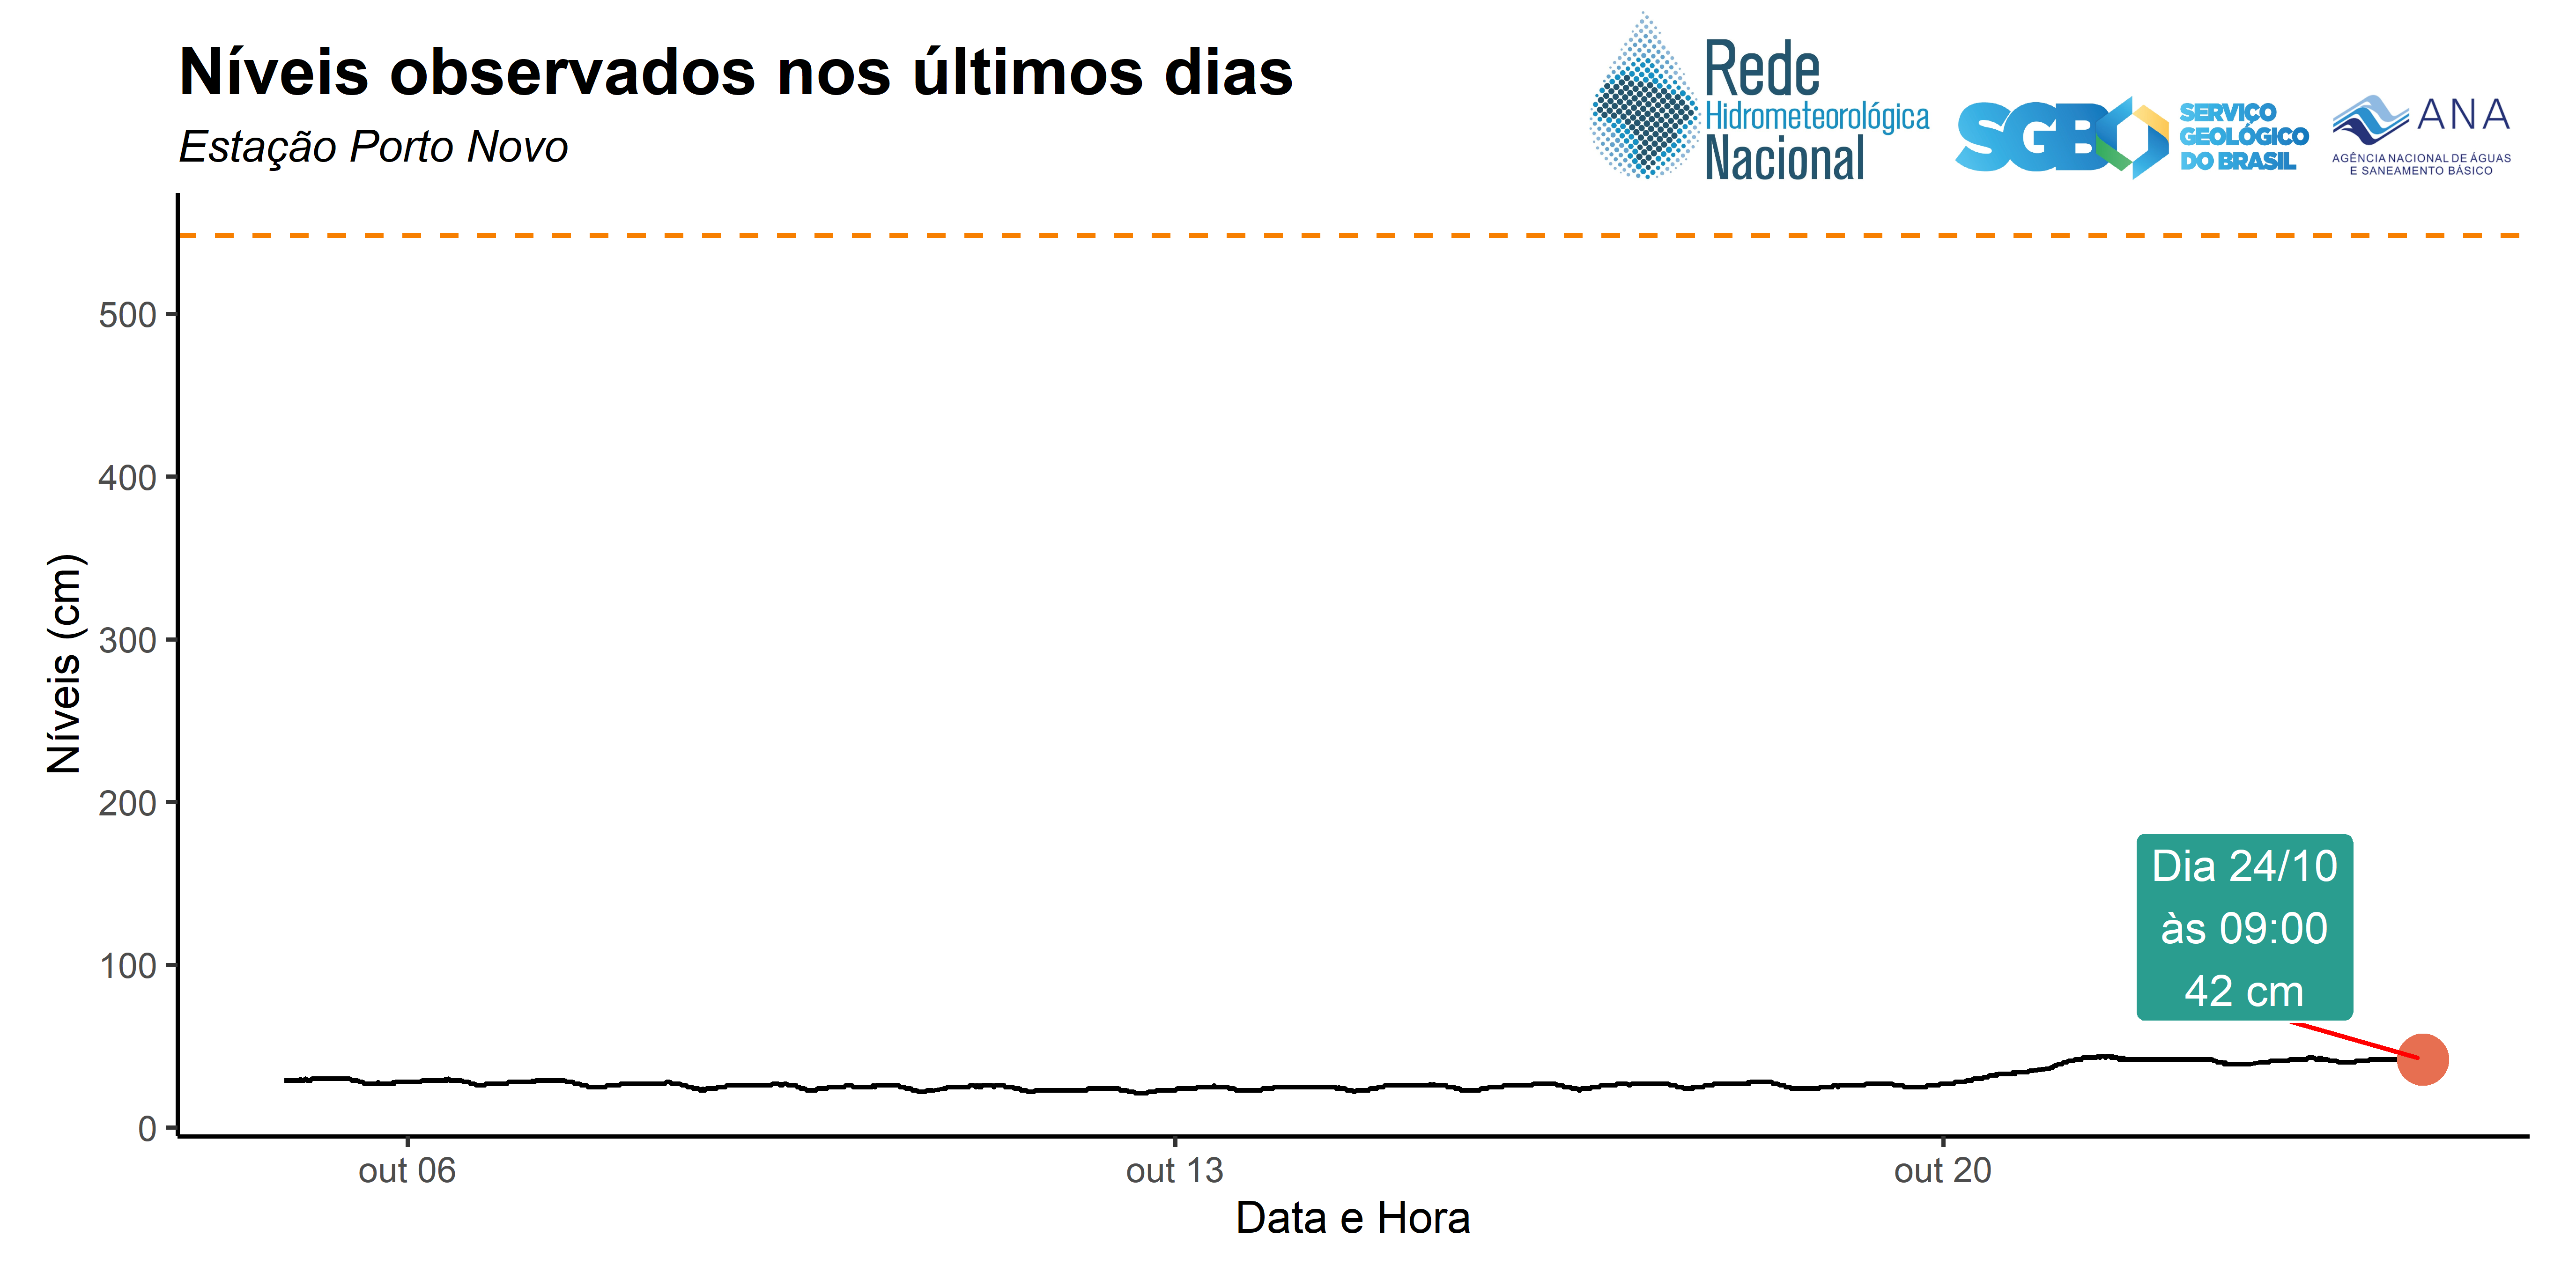 Níveis observados nos últimos dias
Estação Porto Novo
Rede
Hidrometeorológica
Nacional
SGB
SERVIÇO
GEOLÓGICO
DO BRASIL
ANA
AGÊNCIA NACIONAL DE ÁGUAS
E SANEAMENTO BÁSICO
Níveis (cm)
500
400
300
200
100
0
Dia 24/10
às 09:00
42 cm
out 06
out 13
out 20
Data e Hora